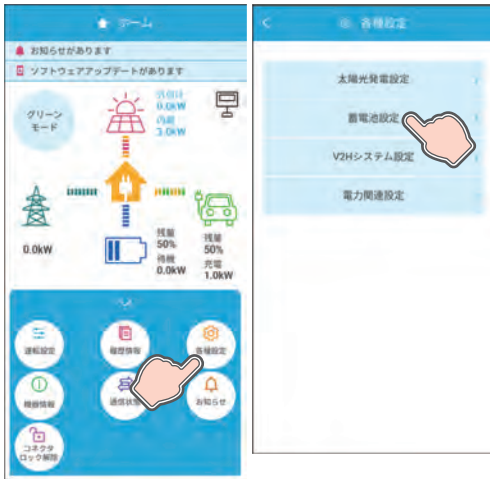 ホーム
お知らせがあります
ソフトウェアアップデートがあります
グリーン
モード
外付け
0.0kW
内蔵
3.0kW
0.0kW
残量
50%
待機
0.0kW
残量
50%
充電
1.0kW
運転設定
履歴情報
各種設定
機器情報
通信状態
お知らせ
コネクタ
ロック解除
各種設定
太陽光発電設定
蓄電池設定
V2Hシステム設定
電力関連設定